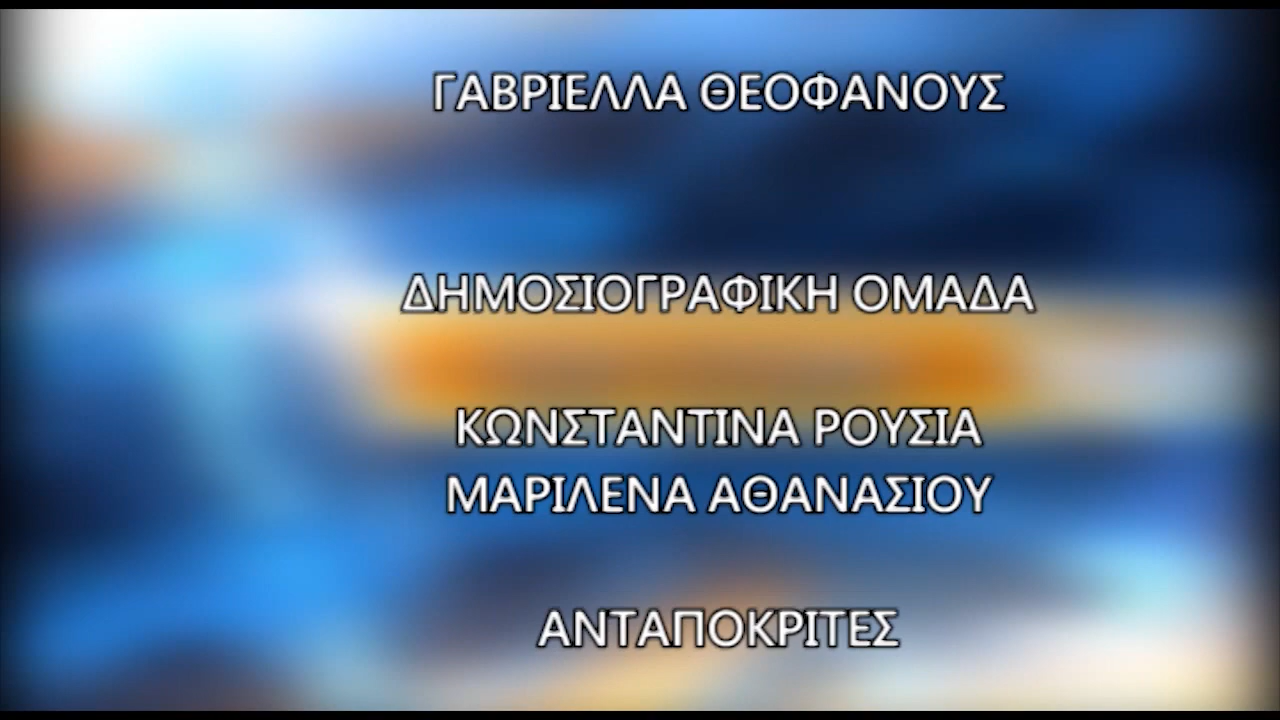 ΓΑΒΡΙΕΛΛΑ ΘΕΟΦΑΝΟΥΣ
ΔΗΜΟΣΙΟΓΡΑΦΙΚΗ ΟΜΑΔΑ
ΚΩΝΣΤΑΝΤΙΝΑ ΡΟΥΣΙΑ
ΜΑΡΙΛΕΝΑ ΑΘΑΝΑΣΙΟΥ
ΑΝΤΑΠΟΚΡΙΤΕΣ